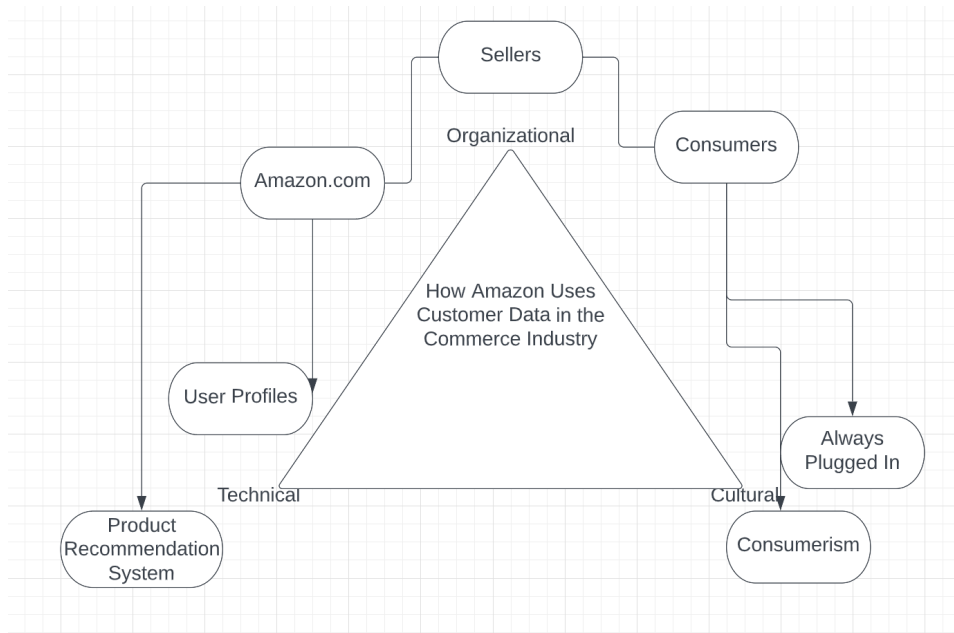 Sellers
Organizational
Consumers
Amazon.com
How Amazon Uses
Customer Data in the
Commerce Industry
User Profiles
Always
Plugged In
Technical
Cultural
Product
Recommendation
System
Consumerism